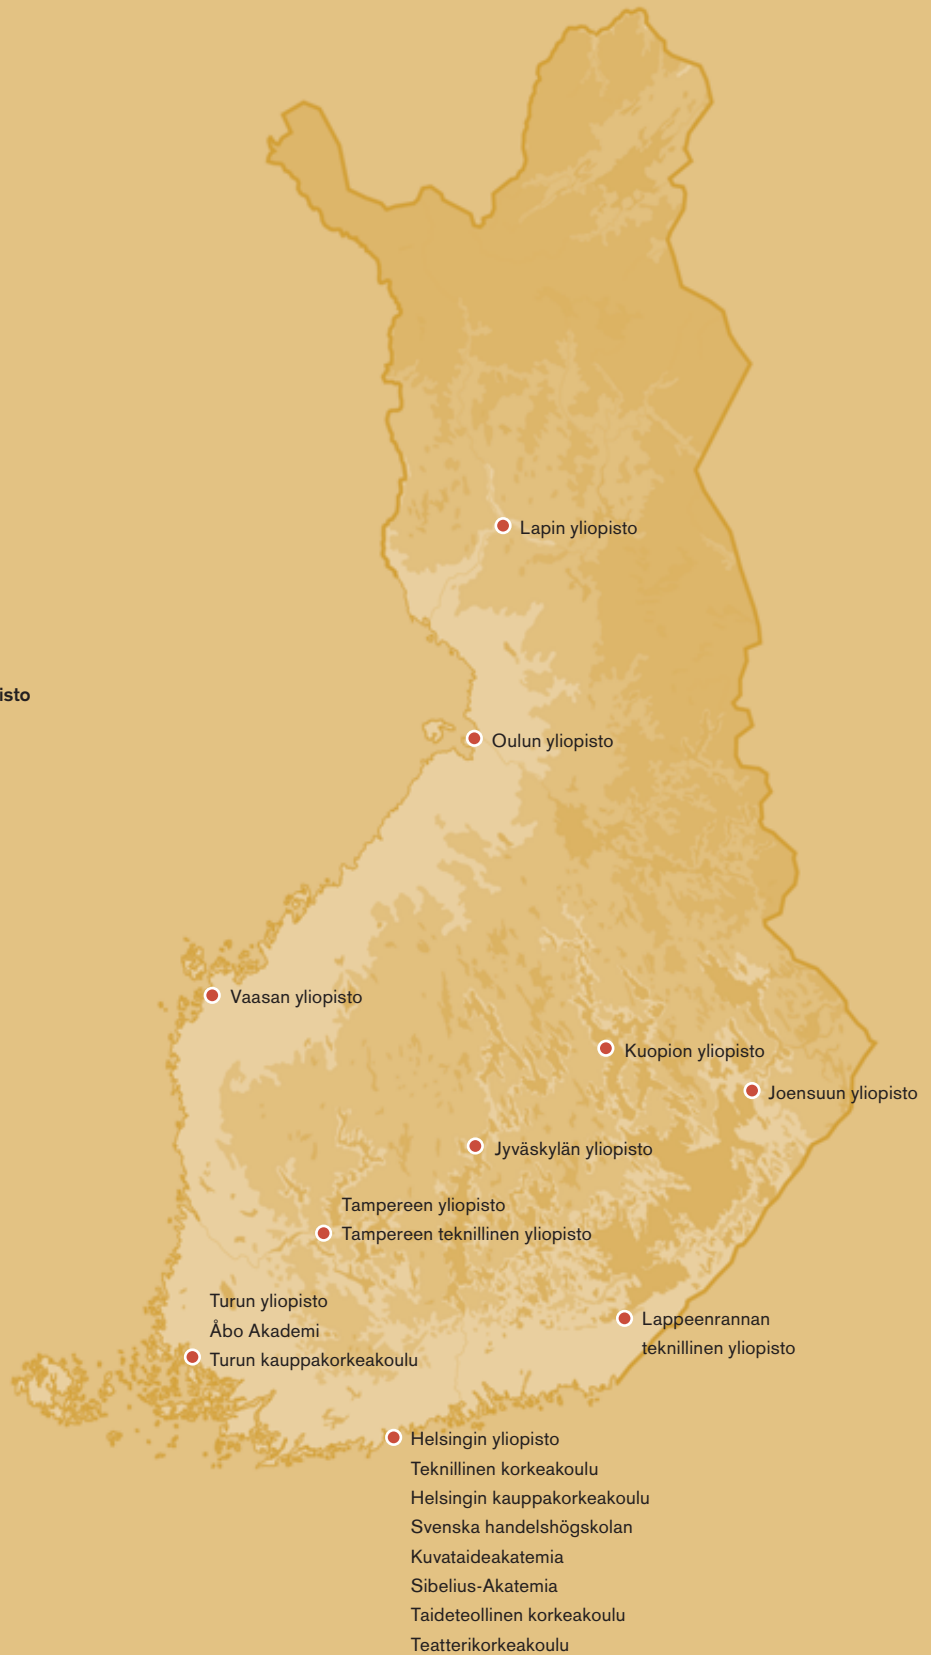 Lapin yliopisto
isto
Oulun yliopisto
Vaasan yliopisto
Kuopion yliopisto
Joensuun yliopisto
Jyväskylän yliopisto
Tampereen yliopisto
Tampereen teknillinen yliopisto
Turun yliopisto
Åbo Akademi
Turun kauppakorkeakoulu
Lappeenrannan
teknillinen yliopisto
Helsingin yliopisto
Teknillinen korkeakoulu
Helsingin kauppakorkeakoulu
Svenska handelshögskolan
Kuvataideakatemia
Sibelius-Akatemia
Taideteollinen korkeakoulu
Teatterikorkeakoulu